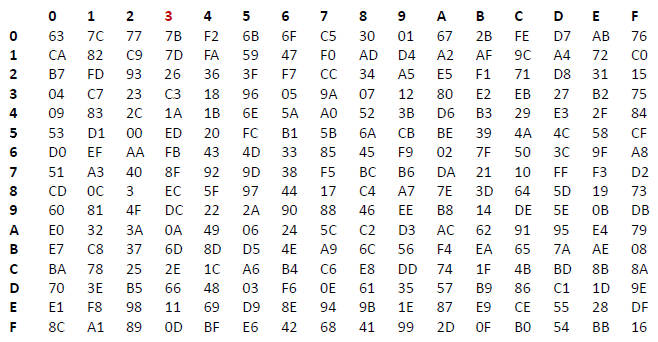 0 1 2 3 4 5 6 7 8 9 A B C D E F
0 63 7C 77 7B F2 6B 6F C5 30 01 67 2B FE D7 AB 76
1 CA 82 C9 7D FA 59 47 F0 AD D4 A2 AF 9C A4 72 C0
2 B7 FD 93 26 36 3F F7 CC 34 A5 E5 F1 71 D8 31 15
3 04 C7 23 C3 18 96 05 9A 07 12 80 E2 EB 27 B2 75
4 09 83 2C 1A 1B 6E 5A A0 52 3B D6 B3 29 E3 2F 84
5 53 D1 00 ED 20 FC B1 5B 6A CB BE 39 4A 4C 58 CF
6 D0 EF AA FB 43 4D 33 85 45 F9 02 7F 50 3C 9F A8
7 51 A3 40 8F 92 9D 38 F5 BC B6 DA 21 10 FF F3 D2
8 CD 0C 3 EC 5F 97 44 17 C4 A7 7E 3D 64 5D 19 73
9 60 81 4F DC 22 2A 90 88 46 EE B8 14 DE 5E 0B DB
A E0 32 3A 0A 49 06 24 5C C2 D3 AC 62 91 95 E4 79
B E7 C8 37 6D 8D D5 4E A9 6C 56 F4 EA 65 7A AE 08
C BA 78 25 2E 1C A6 B4 C6 E8 DD 74 1F 4B BD 8B 8A
D 70 3E B5 66 48 03 F6 0E 61 35 57 B9 86 C1 1D 9E
E E1 F8 98 11 69 D9 8E 94 9B 1E 87 E9 CE 55 28 DF
F 8C A1 89 0D BF E6 42 68 41 99 2D 0F B0 54 BB 16